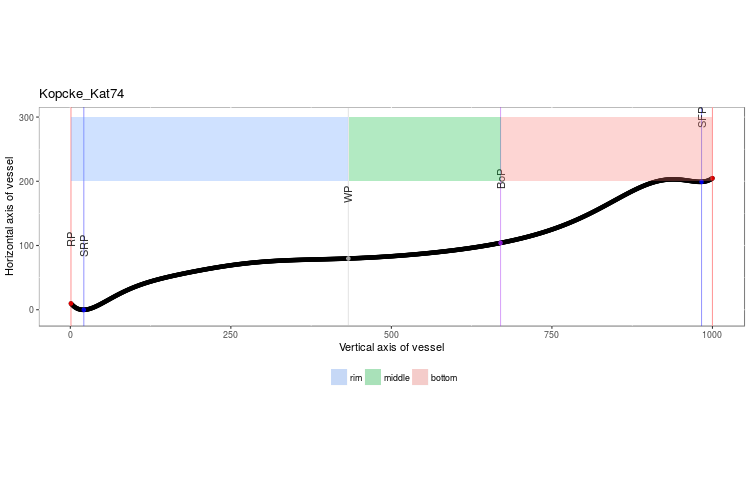 Kopcke_Kat74
Horizontal axis of vessel
300
200
100
0
RP
SRP
WP
BoP
SFP
0
250
500
750
1000
Vertical axis of vessel
rim
middle
bottom